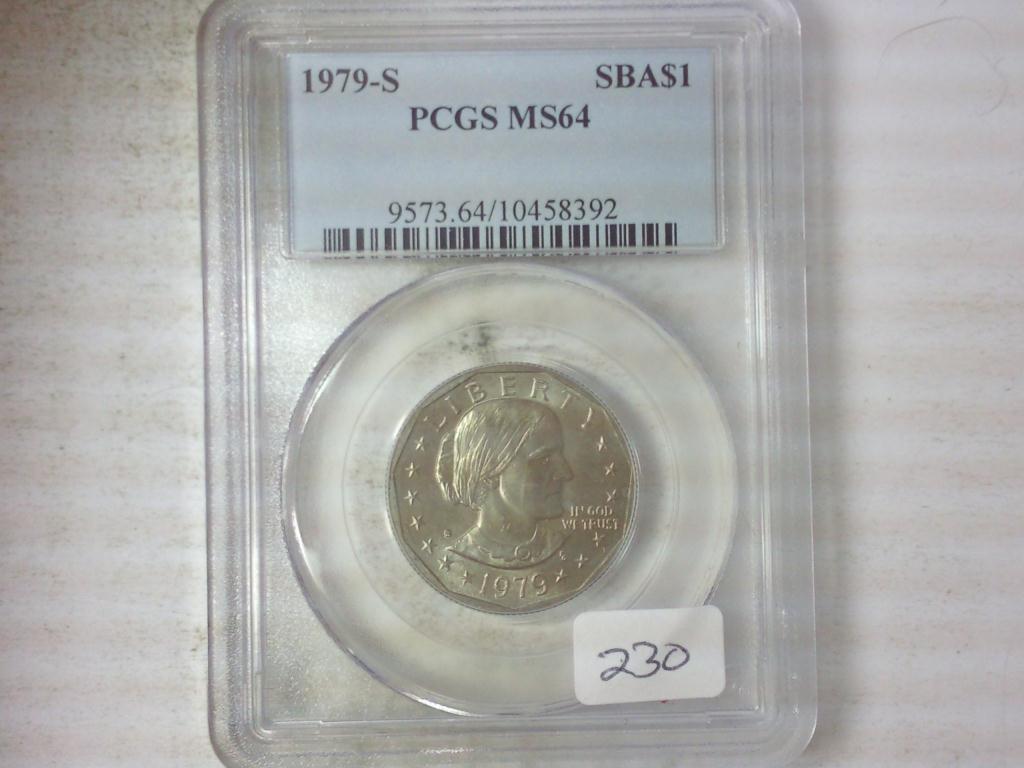 1979-S SBA$1
PCGS MS64
9573.64/10458392
LIBERTY
IN GOD
WE TRUST
S
1979
230